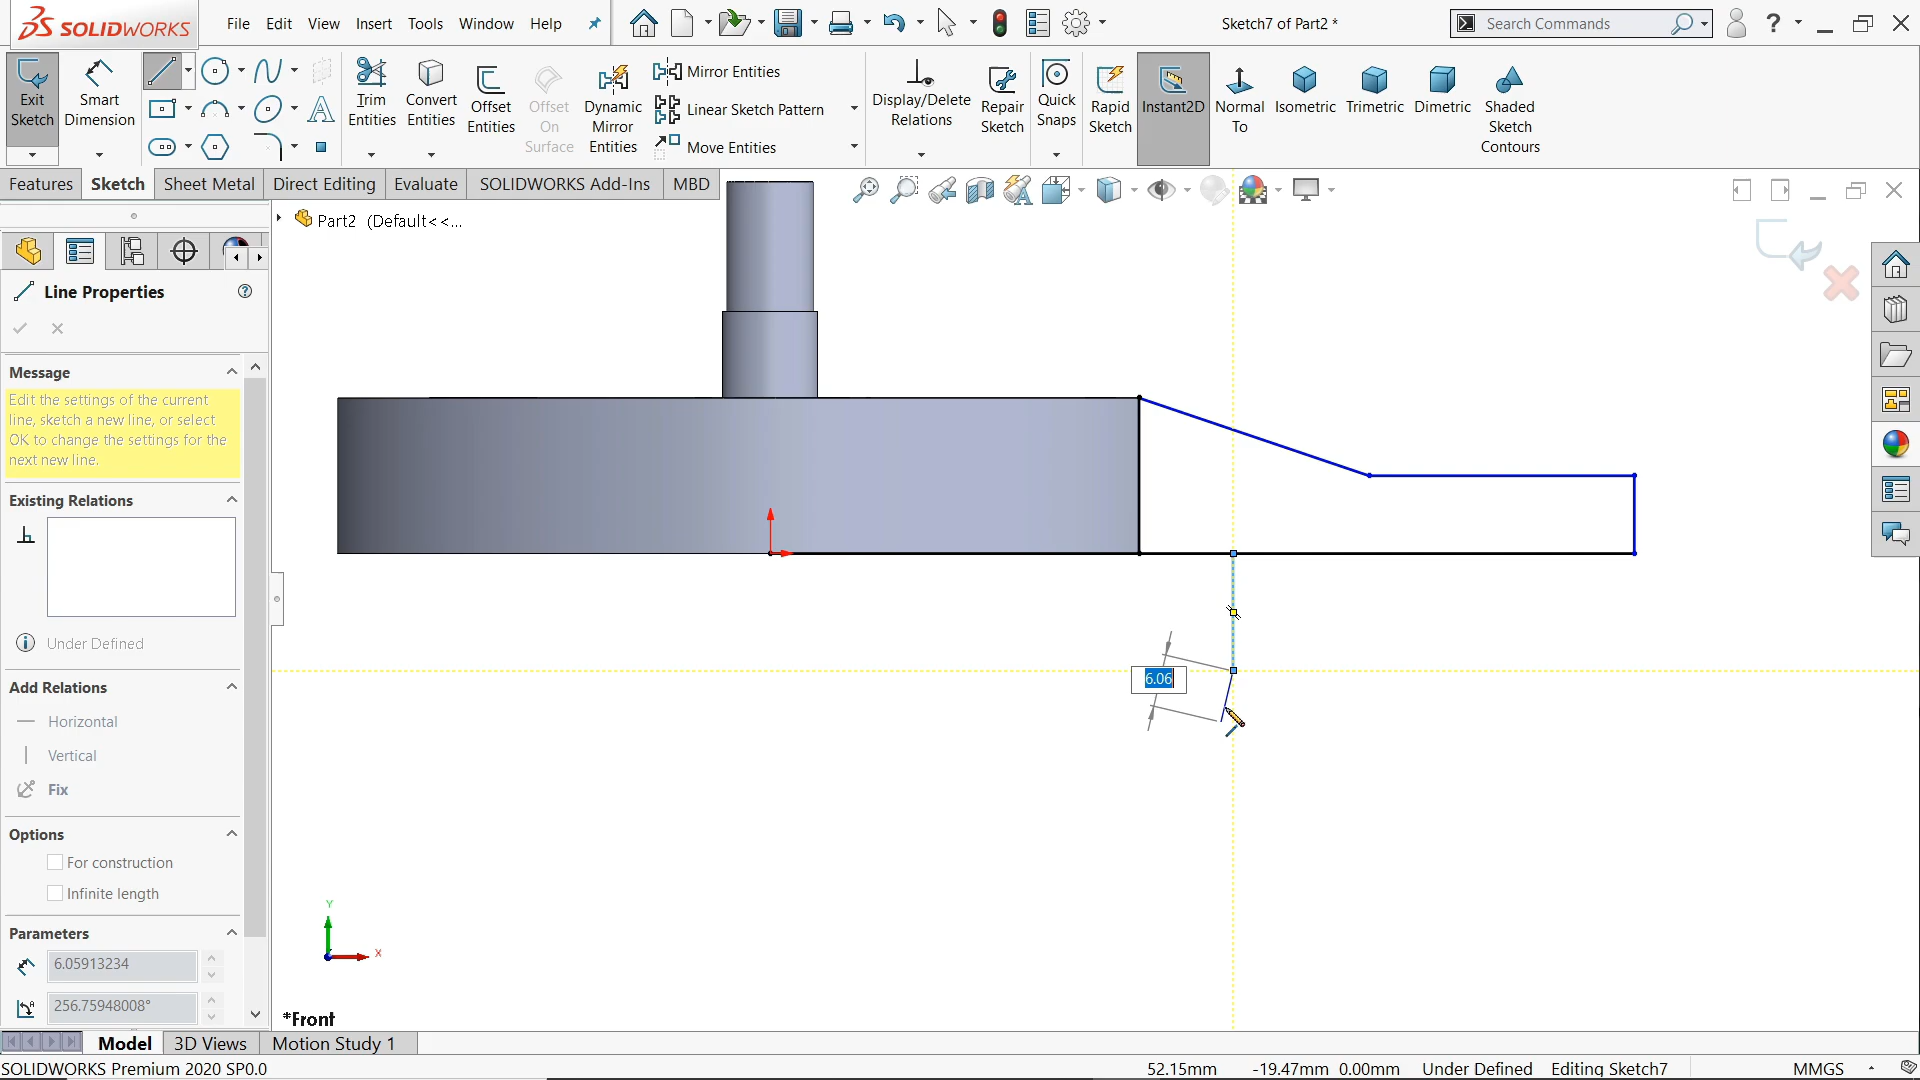 SOLIDWORKS
File Edit View Insert Tools Window Help
Sketch7 of Part2 *
Search Commands
Exit Sketch
Smart Dimension
Trim Entities
Convert Entities
Offset Entities
Offset On Surface
Dynamic Mirror Entities
Mirror Entities
Linear Sketch Pattern
Move Entities
Display/Delete Relations
Repair Sketch
Quick Snaps
Rapid Sketch
Instant2D
Normal To
Isometric
Trimetric
Dimetric
Shaded Sketch Contours
Features Sketch Sheet Metal Direct Editing Evaluate SOLIDWORKS Add-Ins MBD
Part2 (Default<<...
Line Properties
Message
Edit the settings of the current
line, sketch a new line, or select
OK to change the settings for the
next new line.
Existing Relations
Under Defined
Add Relations
Horizontal
Vertical
Fix
Options
For construction
Infinite length
Parameters
6.05913234
256.75948008°
6.06
Y
X
*Front
Model 3D Views Motion Study 1
SOLIDWORKS Premium 2020 SP0.0
52.15mm -19.47mm 0.00mm Under Defined Editing Sketch7 MMGS